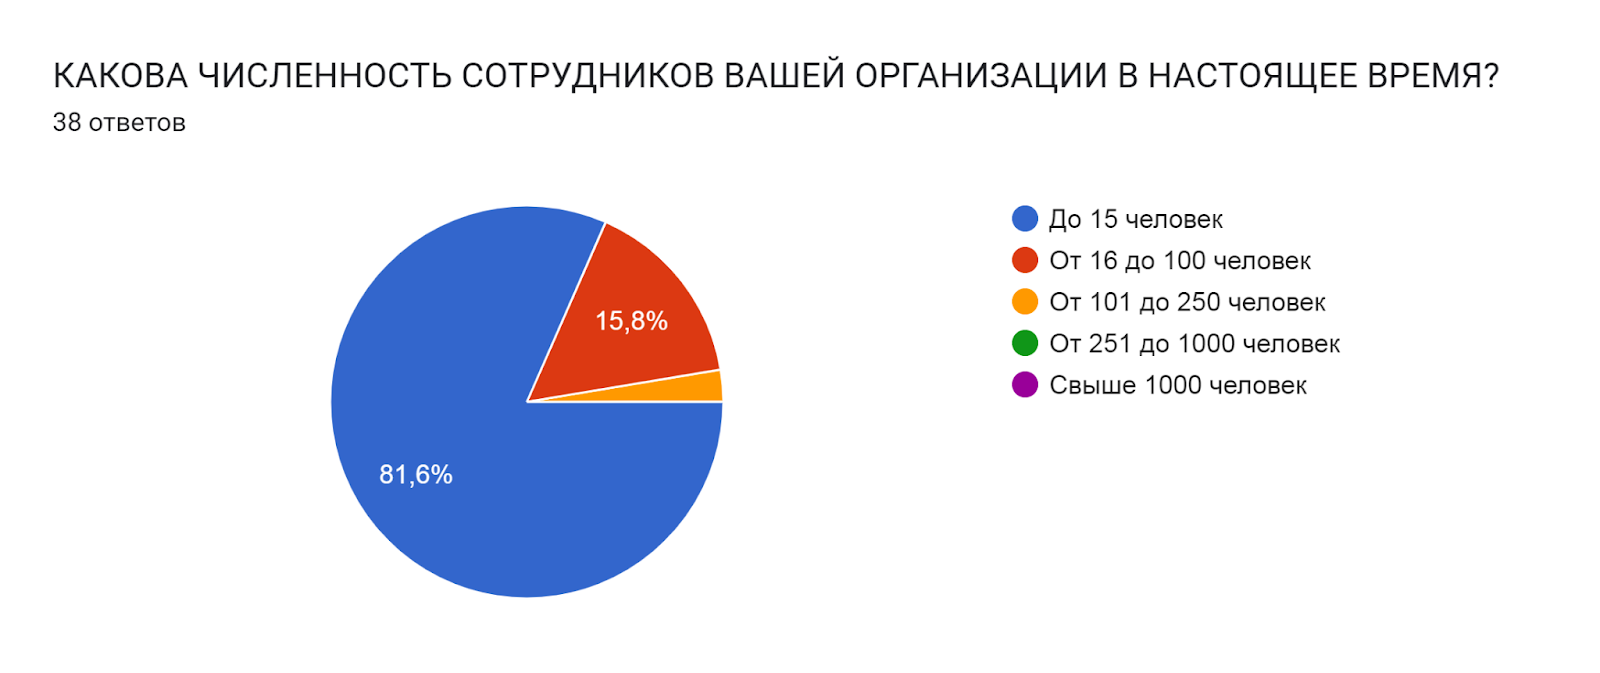 КАКОВА ЧИСЛЕННОСТЬ СОТРУДНИКОВ ВАШЕЙ ОРГАНИЗАЦИИ В НАСТОЯЩЕЕ ВРЕМЯ?
38 ответов
15,8%
81,6%
До 15 человек
От 16 до 100 человек
От 101 до 250 человек
От 251 до 1000 человек
Свыше 1000 человек